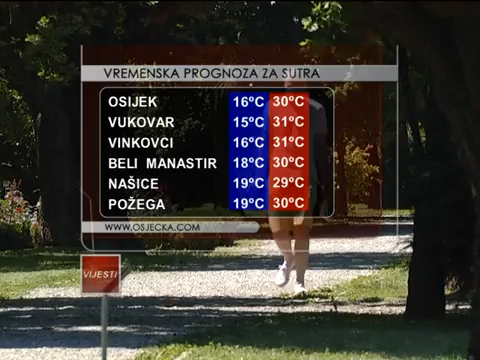 VREMENSKA PROGNOZA ZA SUTRA
OSIJEK 16ºC 30ºC
VUKOVAR 15ºC 31ºC
VINKOVCI 16ºC 31ºC
BELI MANASTIR 18ºC 30ºC
NAŠICE 19ºC 29ºC
POŽEGA 19ºC 30ºC
WWW.OSJECKA.COM
VIJESTI